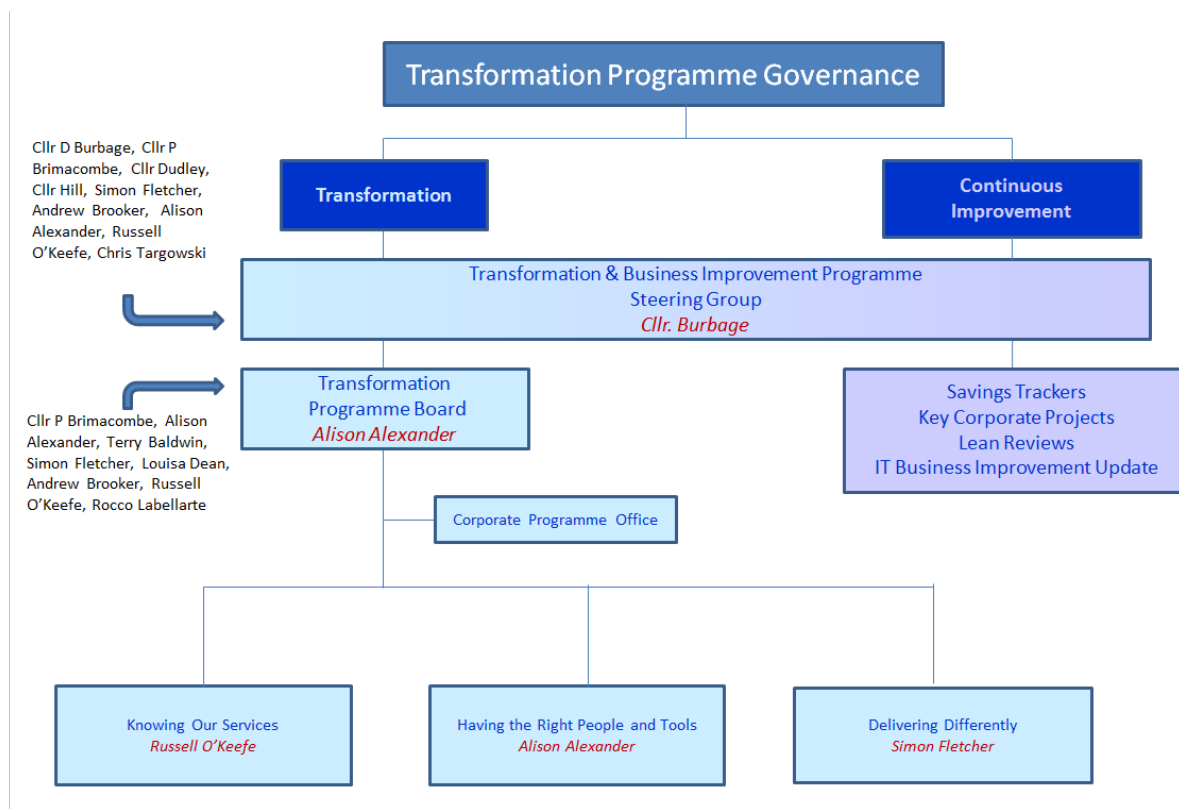 Transformation Programme Governance
Cllr D Burbage, Cllr P
Brimacombe, Cllr Dudley,
Cllr Hill, Simon Fletcher,
Andrew Brooker, Alison
Alexander, Russell
O’Keefe, Chris Targowski
Transformation
Continuous
Improvement
Transformation & Business Improvement Programme
Steering Group
Cllr. Burbage
Transformation
Programme Board
Alison Alexander
Savings Trackers
Key Corporate Projects
Lean Reviews
IT Business Improvement Update
Cllr P Brimacombe, Alison
Alexander, Terry Baldwin,
Simon Fletcher, Louisa Dean,
Andrew Brooker, Russell
O’Keefe, Rocco Labellarte
Corporate Programme Office
Knowing Our Services
Russell O’Keefe
Having the Right People and Tools
Alison Alexander
Delivering Differently
Simon Fletcher